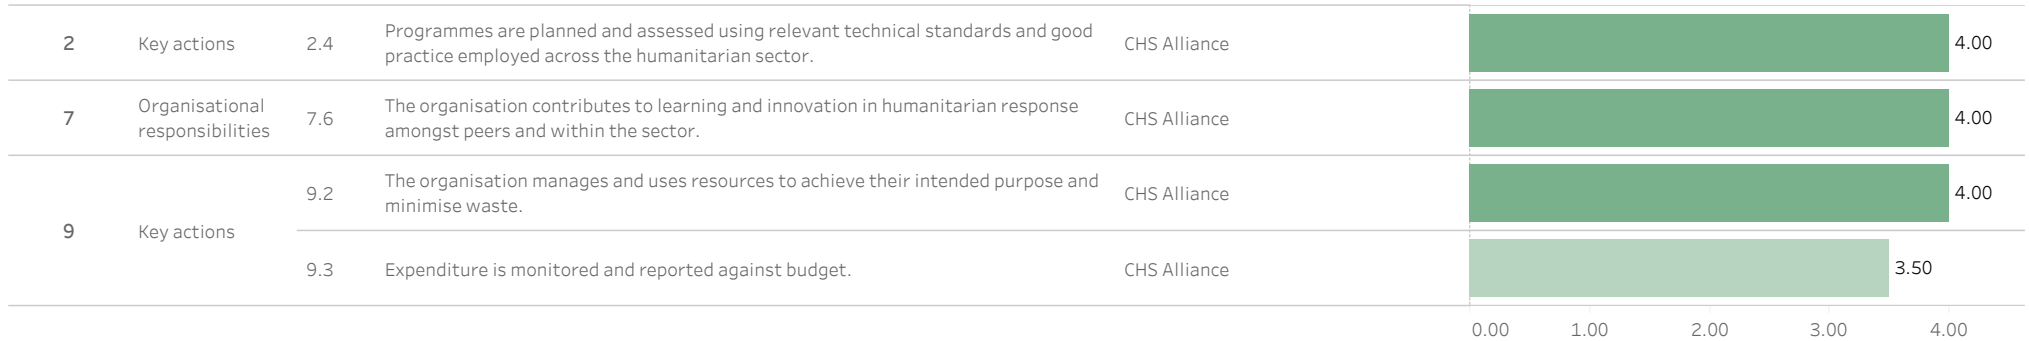 2
Key actions
2.4
Programmes are planned and assessed using relevant technical standards and good
practice employed across the humanitarian sector.
CHS Alliance
4.00
7
Organisational
responsibilities
7.6
The organisation contributes to learning and innovation in humanitarian response
amongst peers and within the sector.
CHS Alliance
4.00
9
Key actions
9.2
The organisation manages and uses resources to achieve their intended purpose and
minimise waste.
CHS Alliance
4.00
9.3
Expenditure is monitored and reported against budget.
CHS Alliance
3.50
0.00 1.00 2.00 3.00 4.00